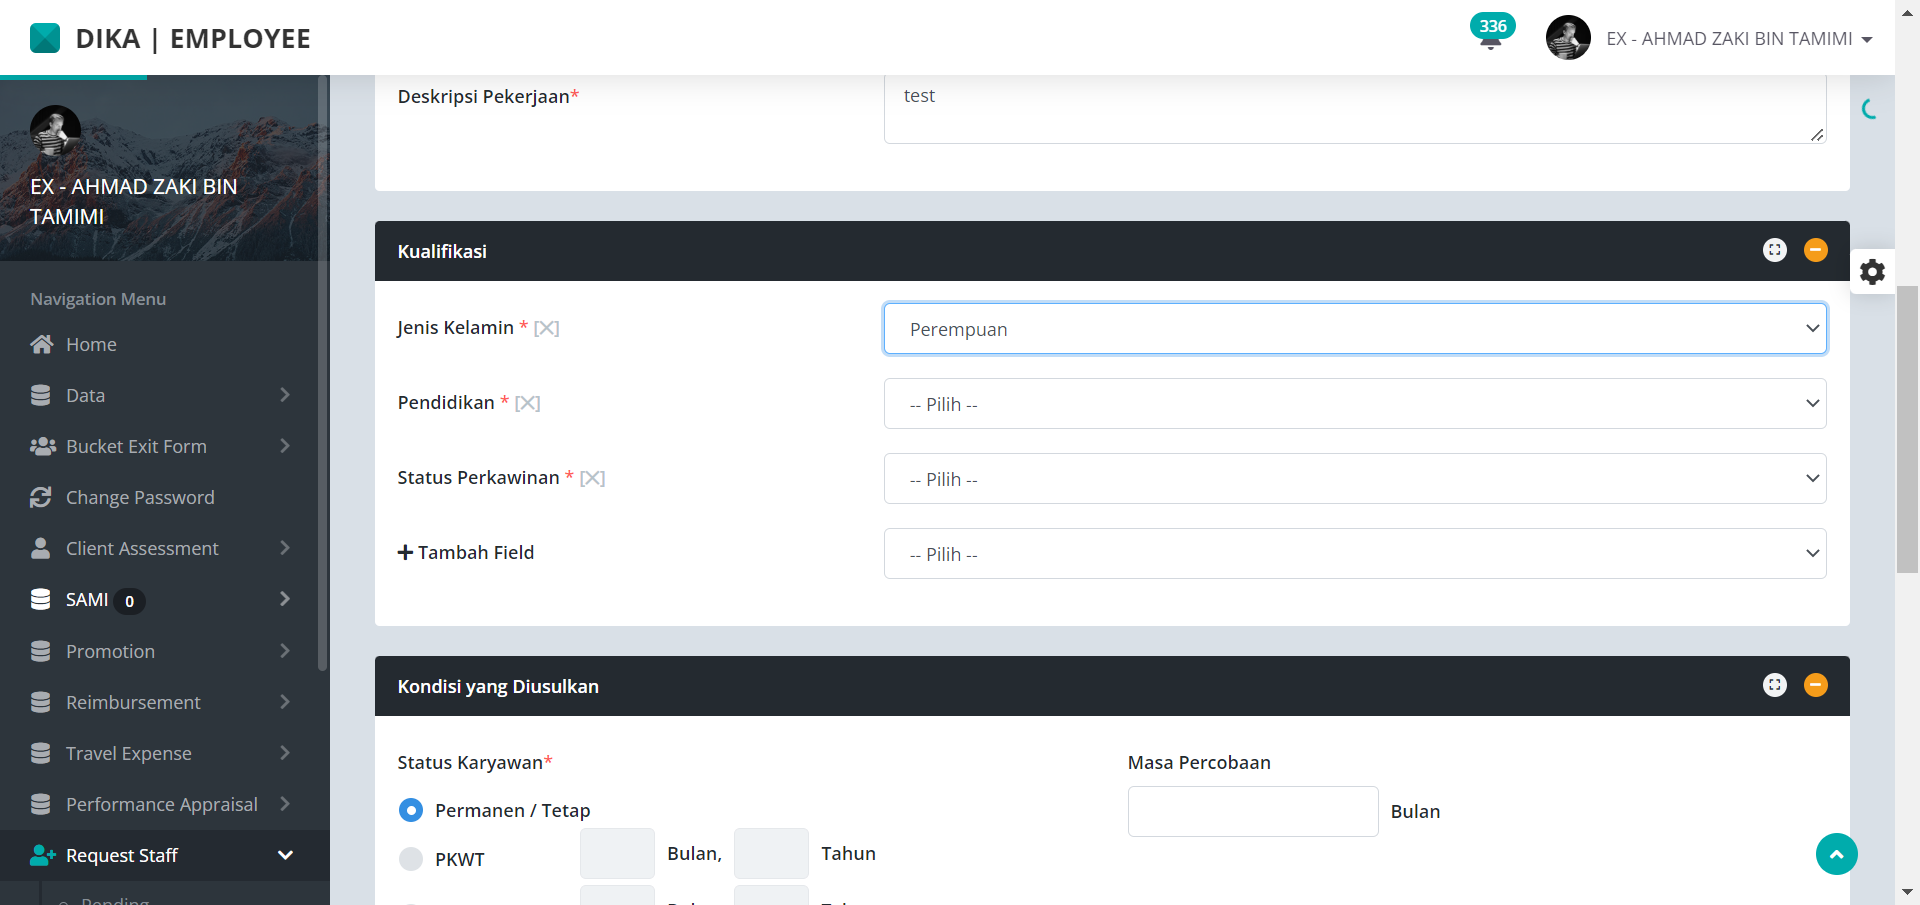 DIKA | EMPLOYEE
336
EX - AHMAD ZAKI BIN TAMIMI
EX - AHMAD ZAKI BIN
TAMIMI
Navigation Menu
Home
Data
Bucket Exit Form
Change Password
Client Assessment
SAMI 0
Promotion
Reimbursement
Travel Expense
Performance Appraisal
Request Staff
Pending
Deskripsi Pekerjaan*
test
Kualifikasi
Jenis Kelamin *
Perempuan
Pendidikan *
-- Pilih --
Status Perkawinan *
-- Pilih --
Tambah Field
-- Pilih --
Kondisi yang Diusulkan
Status Karyawan*
Masa Percobaan
Permanen / Tetap
Bulan
PKWT
Bulan,
Tahun